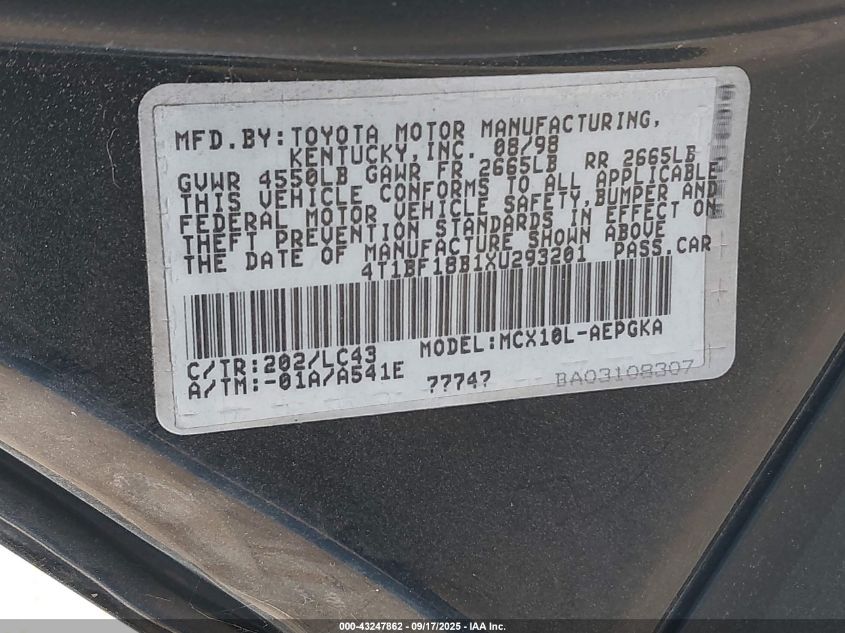 MFD.BY:TOYOTA MOTOR MANUFACTURING,
KENTUCKY,INC. 08/98
GVWR 4550LB GAWR FR 2665LB RR 2665LB
THIS VEHICLE CONFORMS TO ALL APPLICABLE
FEDERAL MOTOR VEHICLE SAFETY,BUMPER AND
THEFT PREVENTION STANDARDS IN EFFECT ON
THE DATE OF MANUFACTURE SHOWN ABOVE
4T1BF18B1XU293201 PASS.CAR
C/TR:202/LC43 MODEL:MCX10L-AEPGKA
A/TM:-01A/A541E ??74? BA03108307
000-43247862 - 09/17/2025 - IAA Inc.